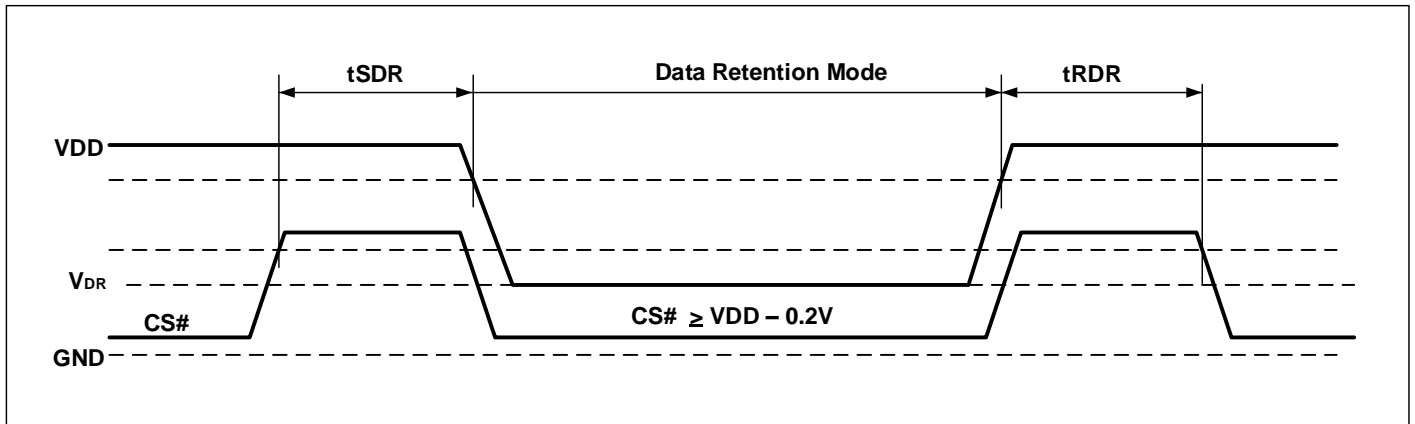 tSDR
Data Retention Mode
tRDR
VDD
VDR
CS#
CS# ≥ VDD – 0.2V
GND